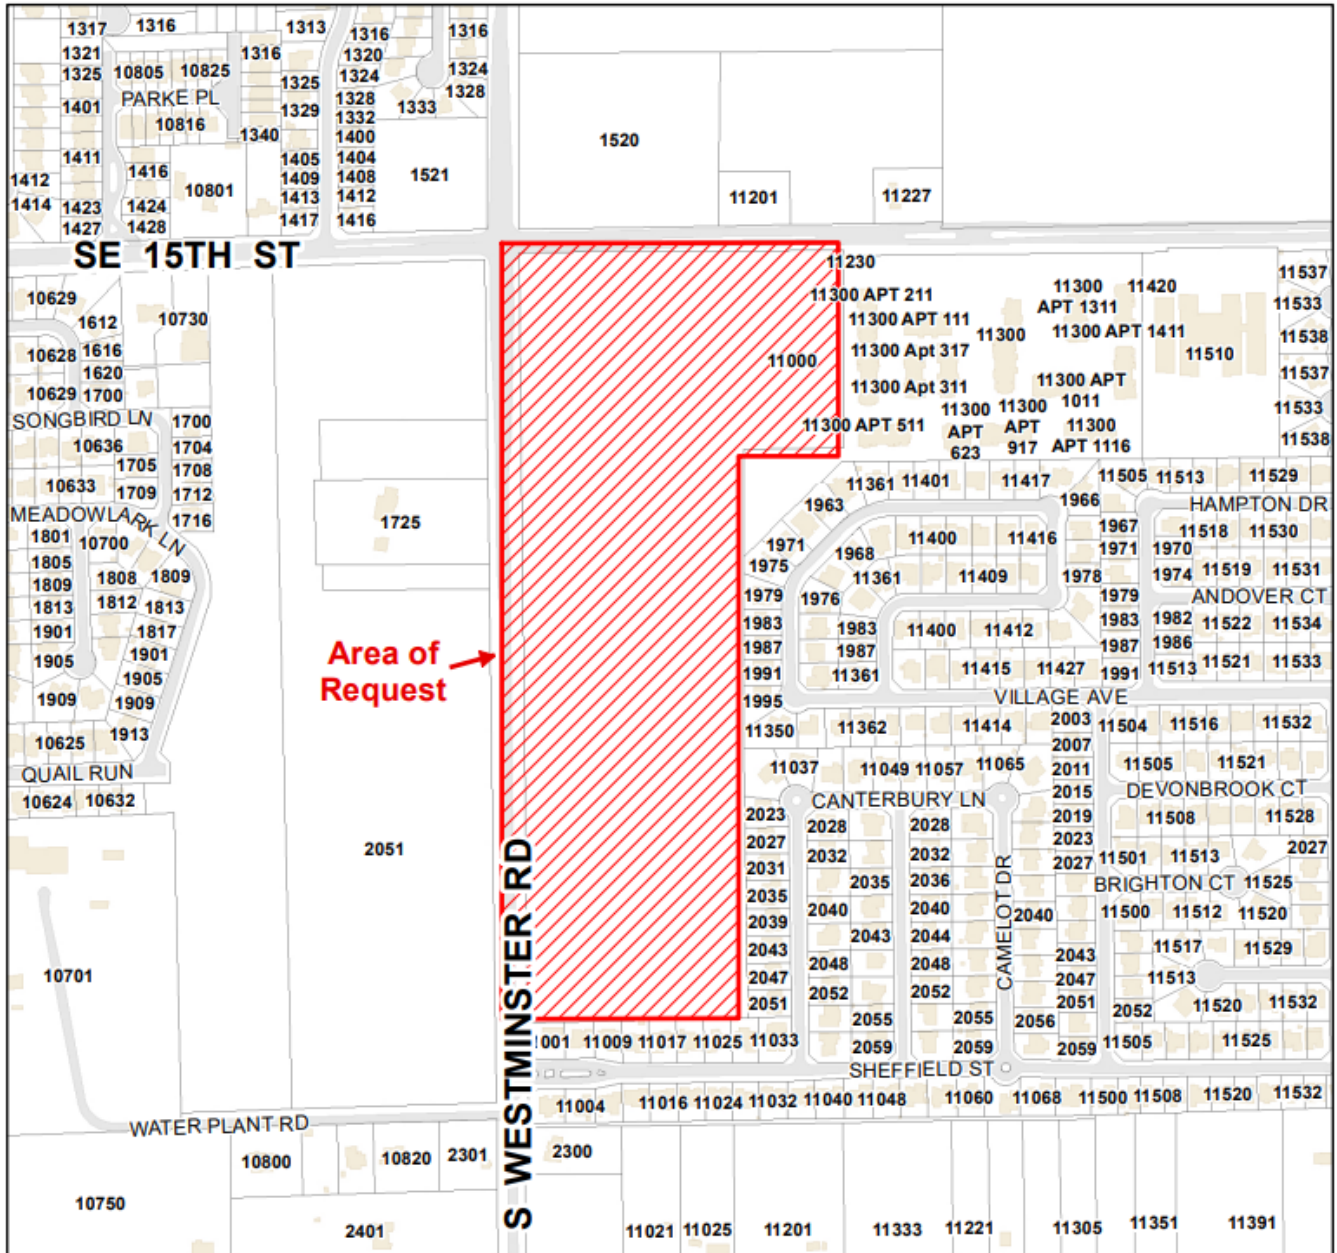 1317 1316 1313 1316 1316
1321 1316 1320
1325 10805 10825 1325 1324 1324
PARKE PL
1401 1329 1328 1333 1328
10816 1332
1340 1400
1411 1405 1404
1416 1409 1408 1521
1412 10801 1413 1412
1414 1423 1424 1417 1416
1427 1428
1520
11201 11227
SE 15TH ST
10629 1612 10730
10628 1616
1620
10629 1700
SONGBIRD LN 1700
10636 1704
1705 1708
10633 1709 1712
MEADOWLARK LN 1716
1801 10700
1805 1808 1809
1809 1812 1813
1813 1817
1901 1901
1905 1905
1909 1909
10625 1913
QUAIL RUN
10624 10632
1725
Area of
Request
2051
10701
WATER PLANT RD
10750 10800 10820 2301
2401
S WESTMINSTER RD
11230
11300 APT 211
11300 APT 111
11300 Apt 317
11000
11300 Apt 311
11300 APT 511
11300
11300
APT 1311
11420
11300 APT 1411
11510
11300 APT
1011
11300
APT
623
11300
APT
917
11300
APT 1116
11537
11533
11538
11537
11533
11538
11361 11401 11417 11505 11513 11529
1963 1966 HAMPTON DR
1967 11518 11530
1971 1968 11400 11416 1971 1970
1975 11361 11409 1978 1974 11519 11531
1979 1976 1979 ANDOVER CT
1983 1983 11400 11412 1983 1982 11522 11534
1987 1987 1987 1986
1991 11361 11415 11427 1991 11513 11521 11533
1995 VILLAGE AVE
11350 11362 11414 2003 11504 11516 11532
2007
11037 11049 11057 11065 2011 11505 11521
CANTERBURY LN 2015 DEVONBROOK CT
2023 2028 2028 2019 11508 11528
2027 2023
2031 2032 2032 2027 11501 11513 2027
2035 2035 2036 BRIGHTON CT 11525
2039 2040 2040 CAMELOT DR 2040 11500 11512 11520
2043 2043 2044 2043 11517 11529
2047 2048 2048 2047 11513
2051 2052 2052 2051 2052 11520 11532
2055 2055 2056
11009 11017 11025 11033 2059 2059 2059 11505 11525
SHEFFIELD ST
11004 11016 11024 11032 11040 11048 11060 11068 11500 11508 11520 11532
2300
11021 11025 11201 11333 11221 11305 11351 11391